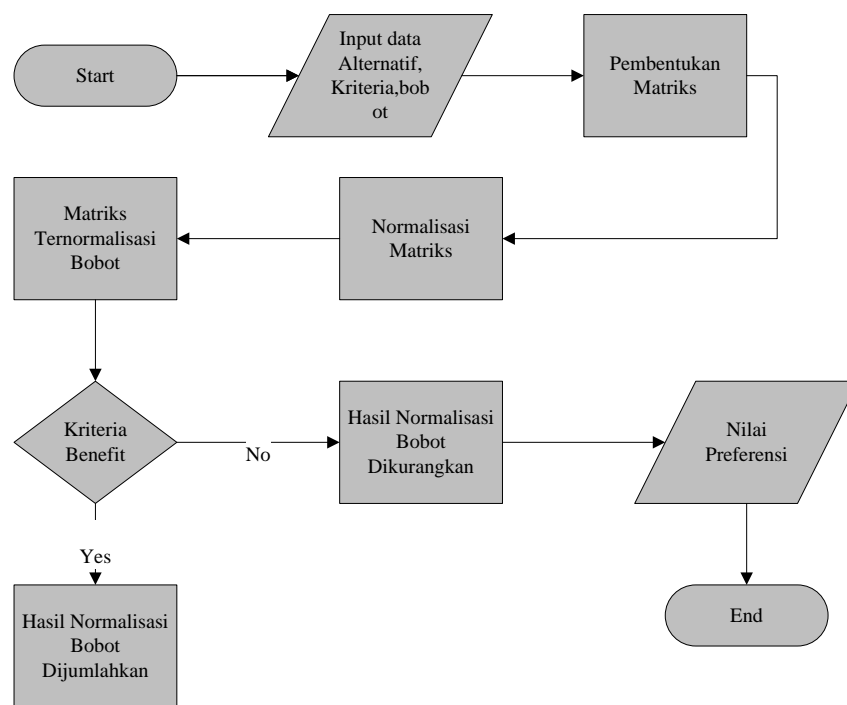 Start
Input data
Alternatif,
Kriteria,bob
ot
Pembentukan
Matriks
Matriks
Ternormalisasi
Bobot
Normalisasi
Matriks
Kriteria
Benefit
No
Hasil Normalisasi
Bobot
Dikurangkan
Nilai
Preferensi
Yes
Hasil Normalisasi
Bobot
Dijumlahkan
End